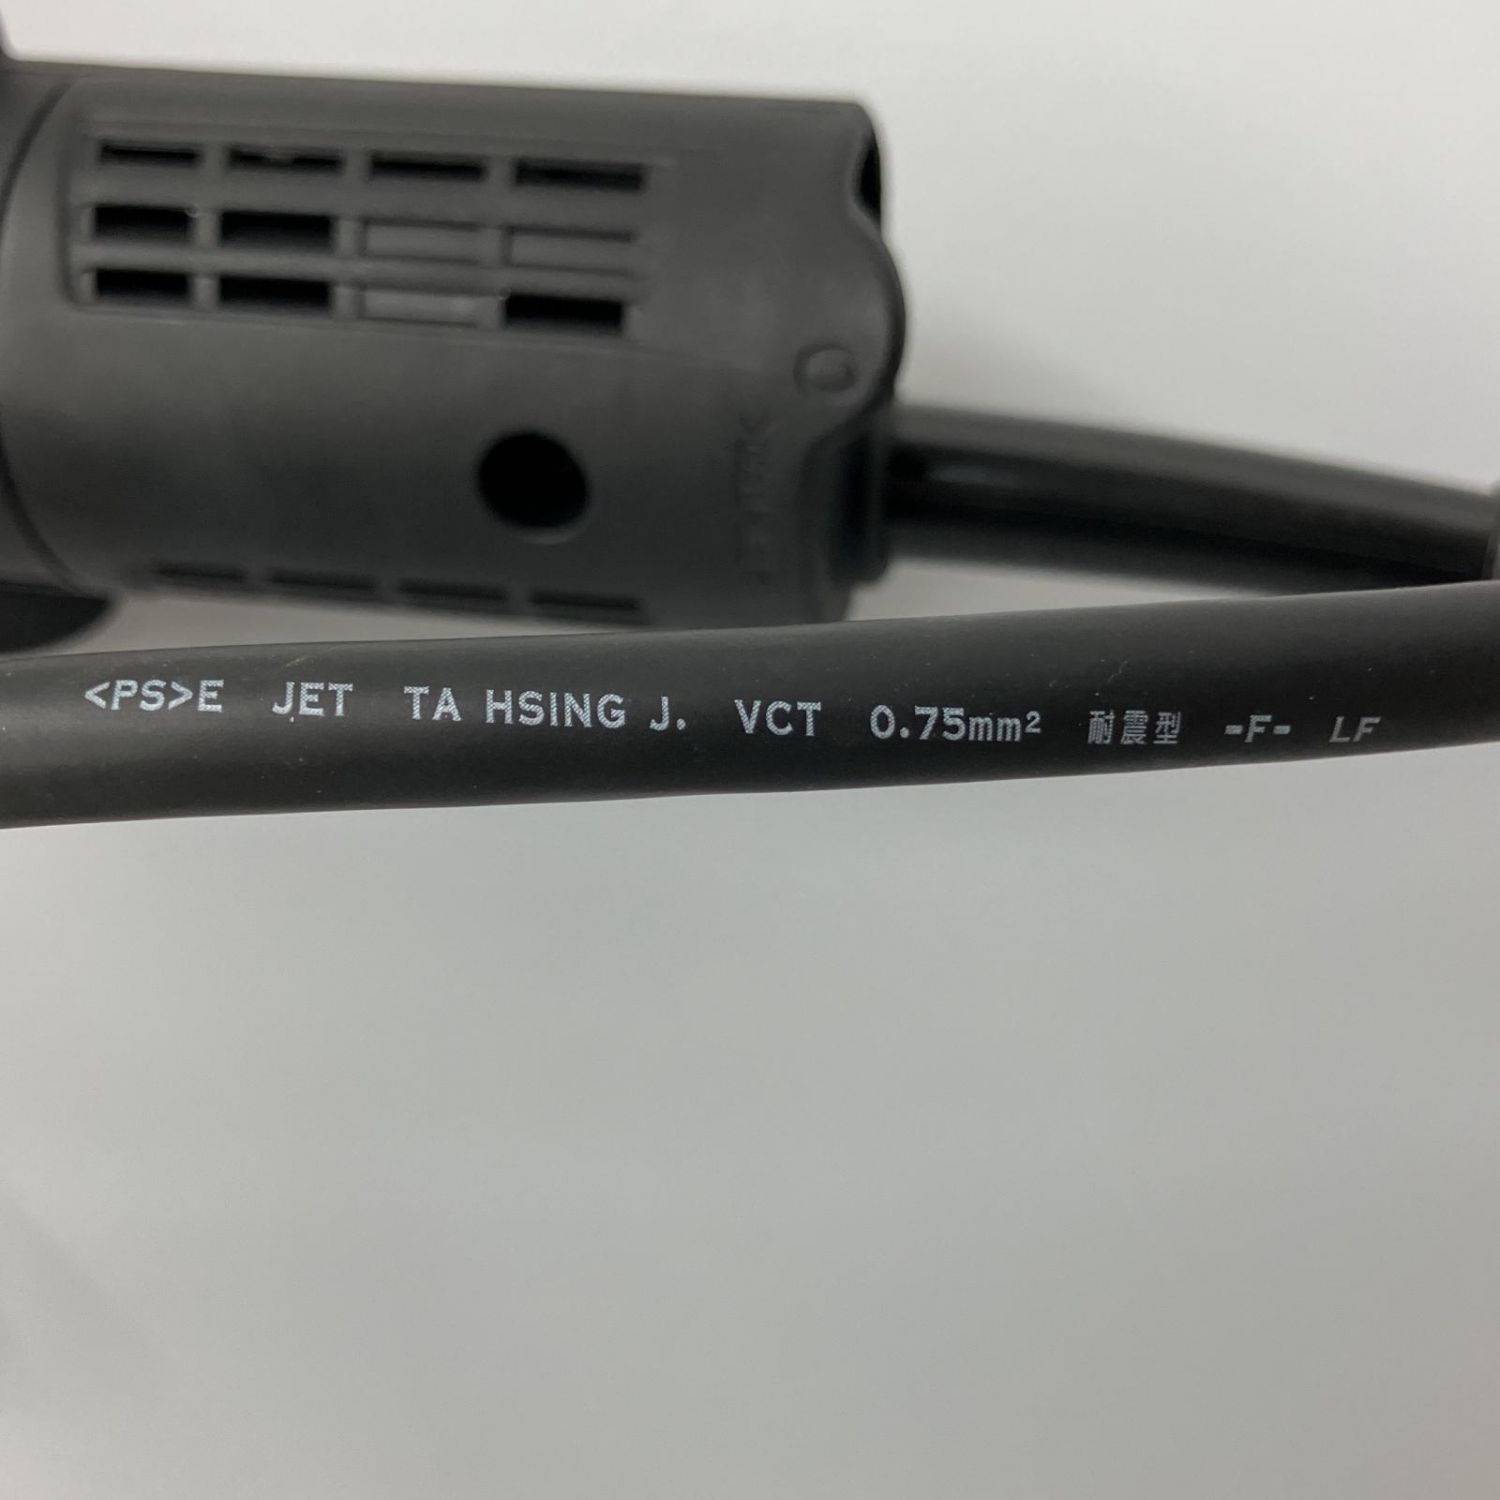 <PS>E JET TA HSING J. VCT 0.75mm² 耐震型 -F- LF